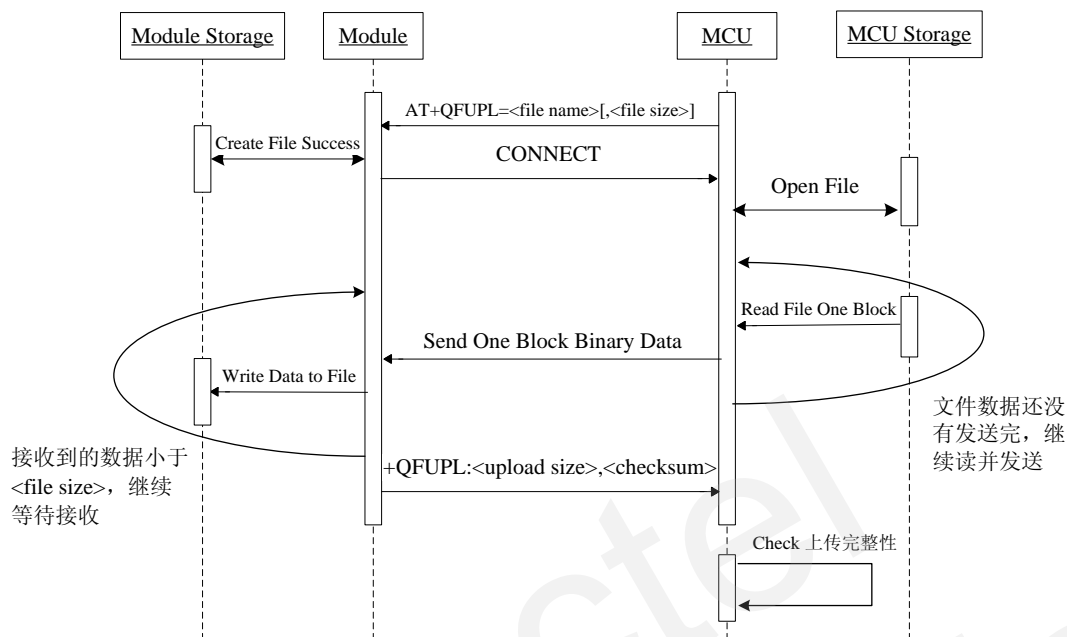 Module Storage
Module
MCU
MCU Storage
AT+QFUPL=<file name>[,<file size>]
Create File Success
CONNECT
Open File
Read File One Block
Send One Block Binary Data
Write Data to File
文件数据还没
有发送完，继
续读并发送
接收到的数据小于
<file size>，继续
等待接收
+QFUPL:<upload size>,<checksum>
Check 上传完整性